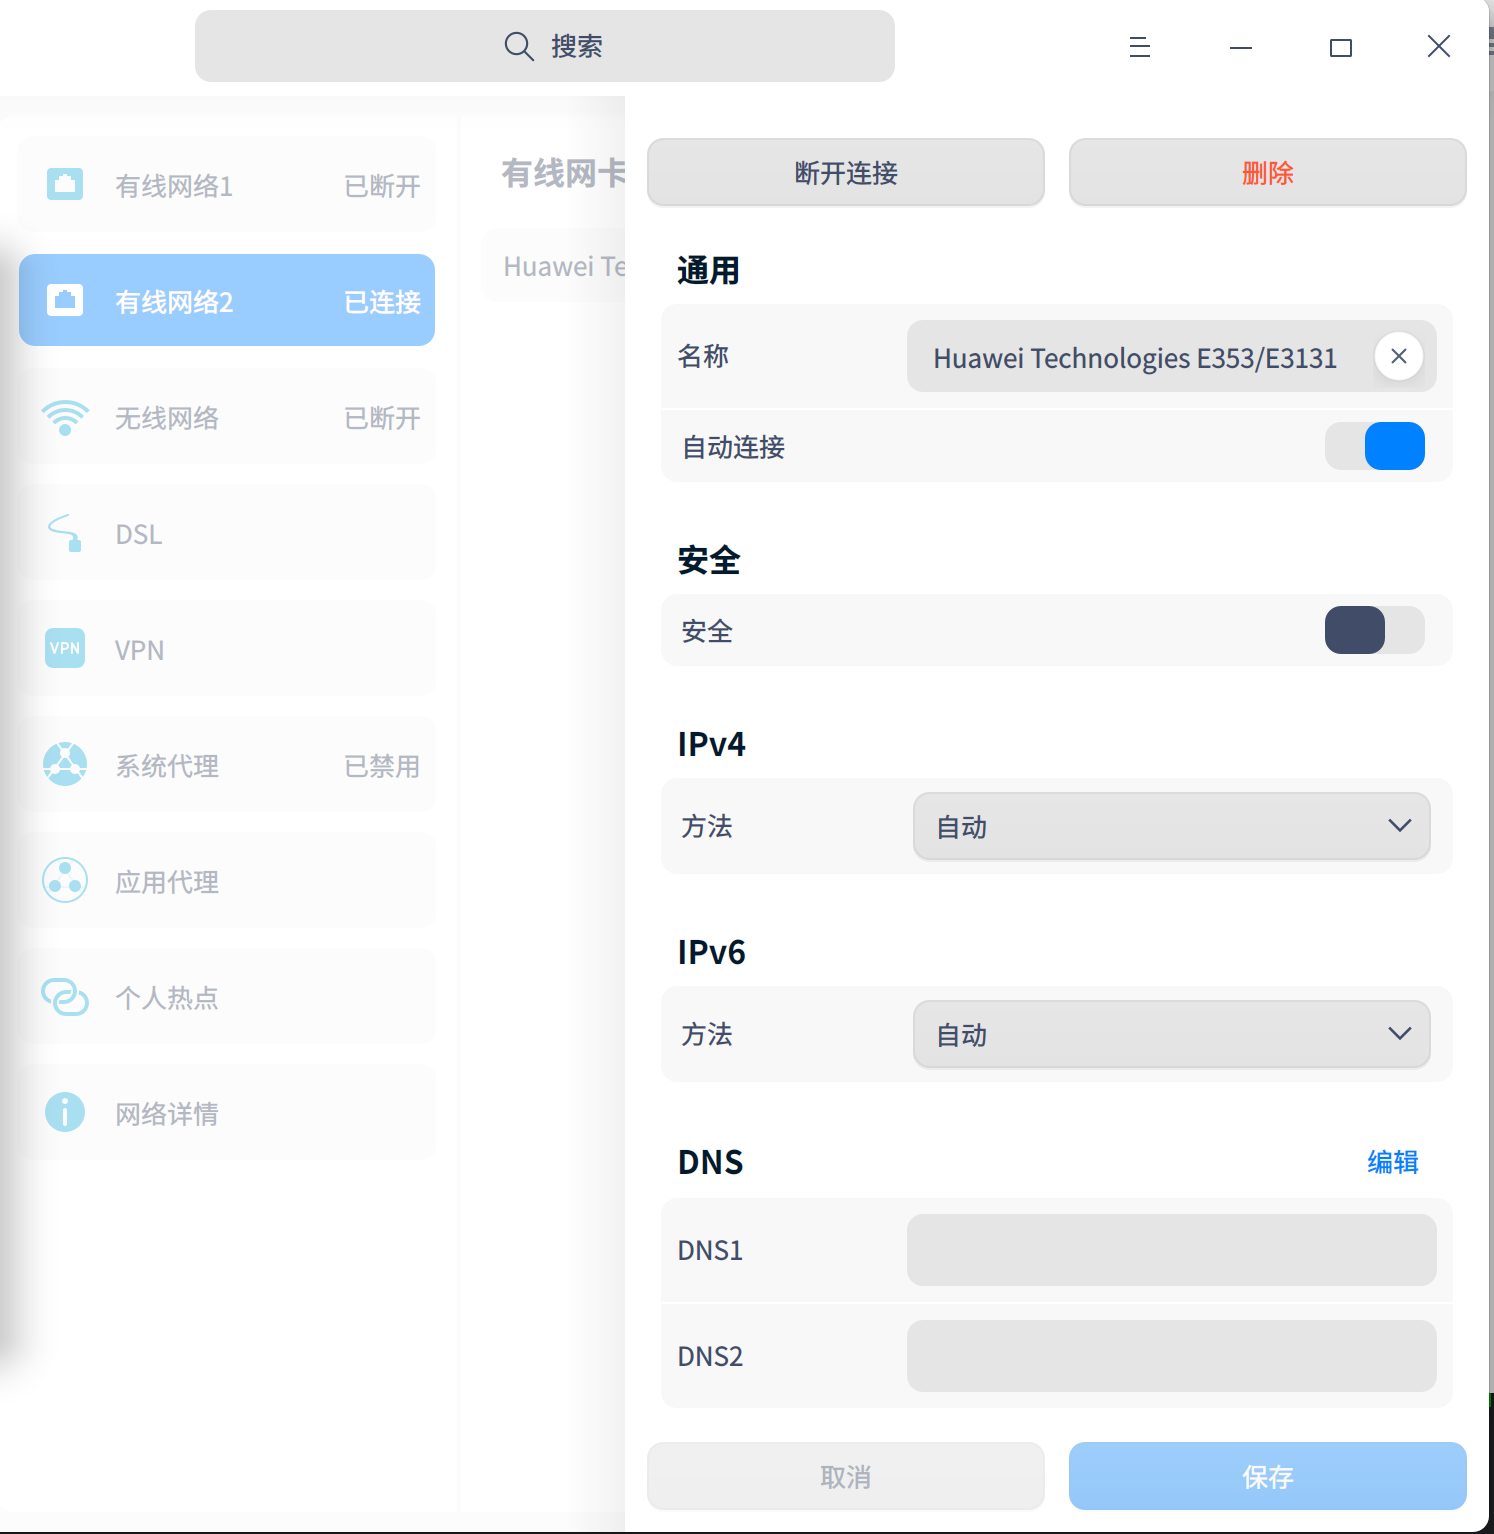 搜索
有线网络1 已断开
有线网络2 已连接
无线网络 已断开
DSL
VPN VPN
系统代理 已禁用
应用代理
个人热点
网络详情
有线网卡
Huawei Te
断开连接 删除
通用
名称 Huawei Technologies E353/E3131
自动连接
安全
安全
IPv4
方法 自动
IPv6
方法 自动
DNS 编辑
DNS1
DNS2
取消 保存